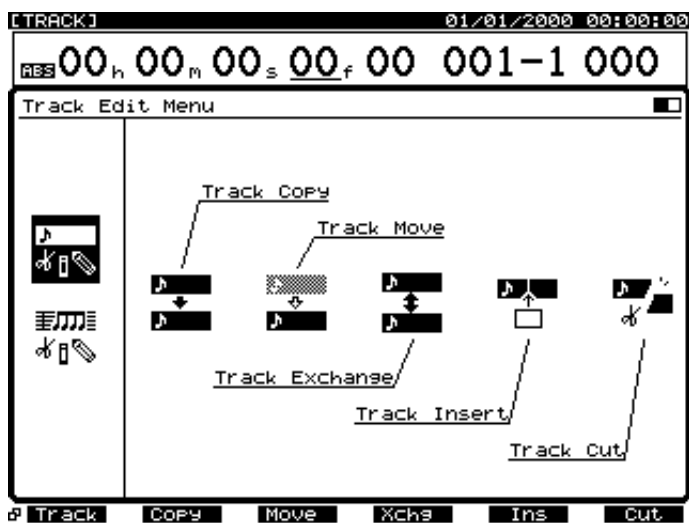 [TRACK] 01/01/2000 00:00:00
ABS 00h 00m 00s 00f 00 001-1 000
Track Edit Menu
Track Copy
Track Move
Track Exchange
Track Insert
Track Cut
Track Copy Move Xchg Ins Cut